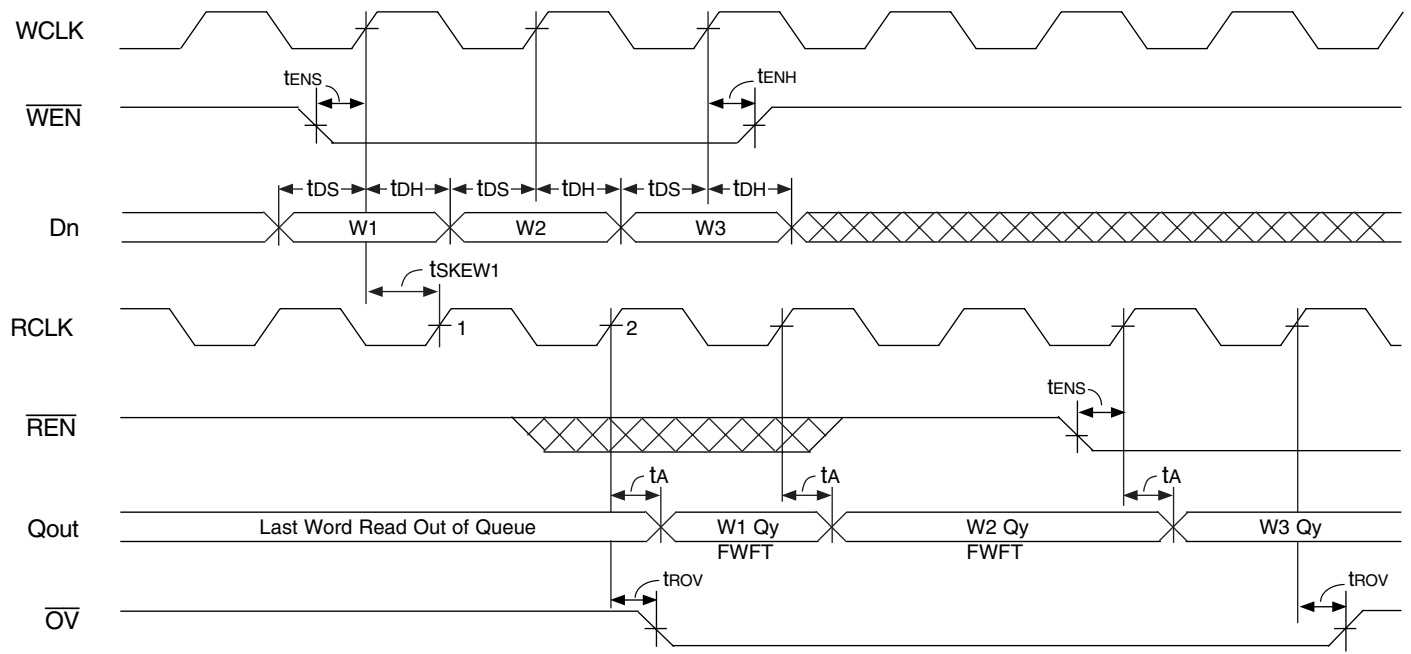 WCLK
tENS
tENH
WEN
tDS tDH tDS tDH tDS tDH
Dn W1 W2 W3
tSKEW1
RCLK 1 2
tENS
REN
tA tA tA
Qout Last Word Read Out of Queue W1 Qy W2 Qy W3 Qy
FWFT FWFT
tROV tROV
OV